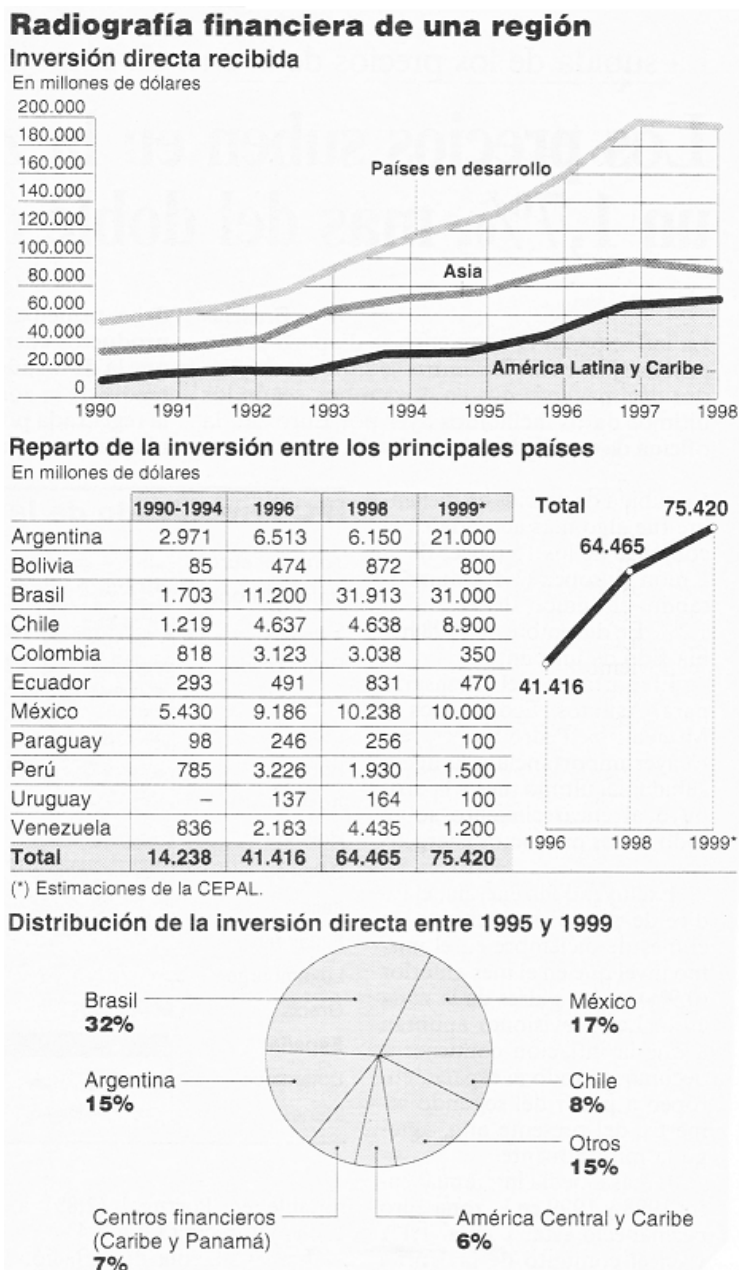 Radiografía financiera de una región
Inversión directa recibida
En millones de dólares
200.000
180.000
160.000
140.000
120.000
100.000
80.000
60.000
40.000
20.000
0
Países en desarrollo
Asia
América Latina y Caribe
1990 1991 1992 1993 1994 1995 1996 1997 1998
Reparto de la inversión entre los principales países
En millones de dólares
1990-1994 1996 1998 1999*
Argentina 2.971 6.513 6.150 21.000
Bolivia 85 474 872 800
Brasil 1.703 11.200 31.913 31.000
Chile 1.219 4.637 4.638 8.900
Colombia 818 3.123 3.038 350
Ecuador 293 491 831 470
México 5.430 9.186 10.238 10.000
Paraguay 98 246 256 100
Perú 785 3.226 1.930 1.500
Uruguay – 137 164 100
Venezuela 836 2.183 4.435 1.200
Total 14.238 41.416 64.465 75.420
(*) Estimaciones de la CEPAL.
Total
75.420
64.465
41.416
1996 1998 1999*
Distribución de la inversión directa entre 1995 y 1999
Brasil
32%
México
17%
Argentina
15%
Chile
8%
Otros
15%
Centros financieros
(Caribe y Panamá)
7%
América Central y Caribe
6%